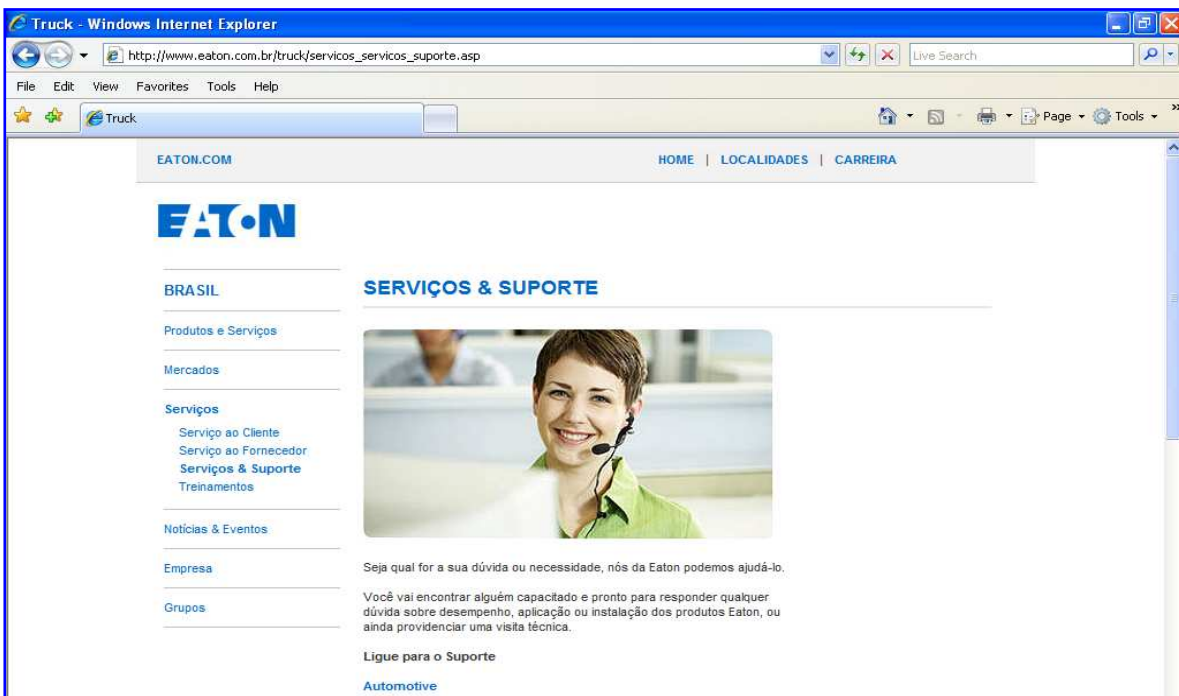 Truck - Windows Internet Explorer
http://www.eaton.com.br/truck/servicos_servicos_suporte.asp
Live Search
File Edit View Favorites Tools Help
Truck
Page
Tools
EATON.COM
HOME | LOCALIDADES | CARREIRA
EATON
BRASIL
Produtos e Serviços
Mercados
Serviços
Serviço ao Cliente
Serviço ao Fornecedor
Serviços & Suporte
Treinamentos
Notícias & Eventos
Empresa
Grupos
SERVIÇOS & SUPORTE
Seja qual for a sua dúvida ou necessidade, nós da Eaton podemos ajudá-lo.
Você vai encontrar alguém capacitado e pronto para responder qualquer
dúvida sobre desempenho, aplicação ou instalação dos produtos Eaton, ou
ainda providenciar uma visita técnica.
Ligue para o Suporte
Automotive